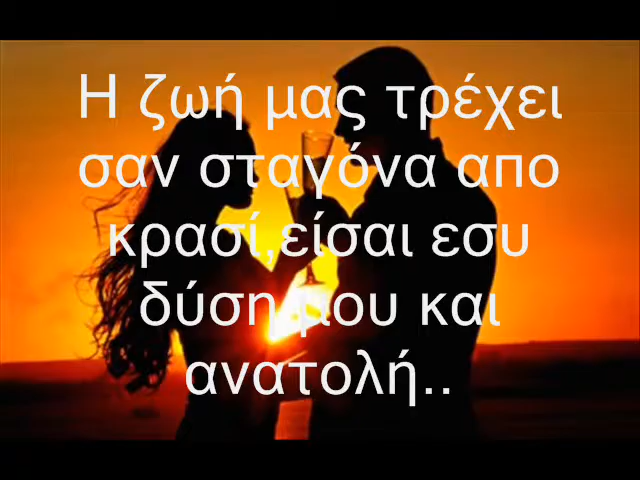 Η ζωή μας τρέχει
σαν σταγόνα απο
κρασί,είσαι εσυ
δύση μου και
ανατολή..